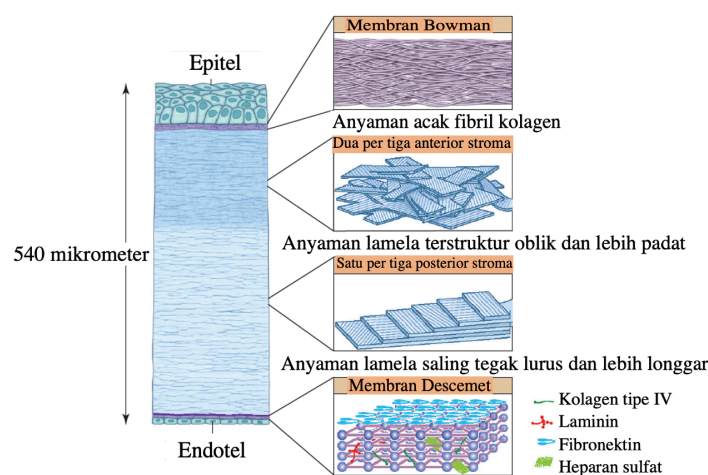 Membran Bowman
Epitel
Anyaman acak fibril kolagen
Dua per tiga anterior stroma
Anyaman lamela terstruktur oblik dan lebih padat
540 mikrometer
Satu per tiga posterior stroma
Anyaman lamela saling tegak lurus dan lebih longgar
Membran Descemet
Endotel
Kolagen tipe IV
Laminin
Fibronektin
Heparan sulfat